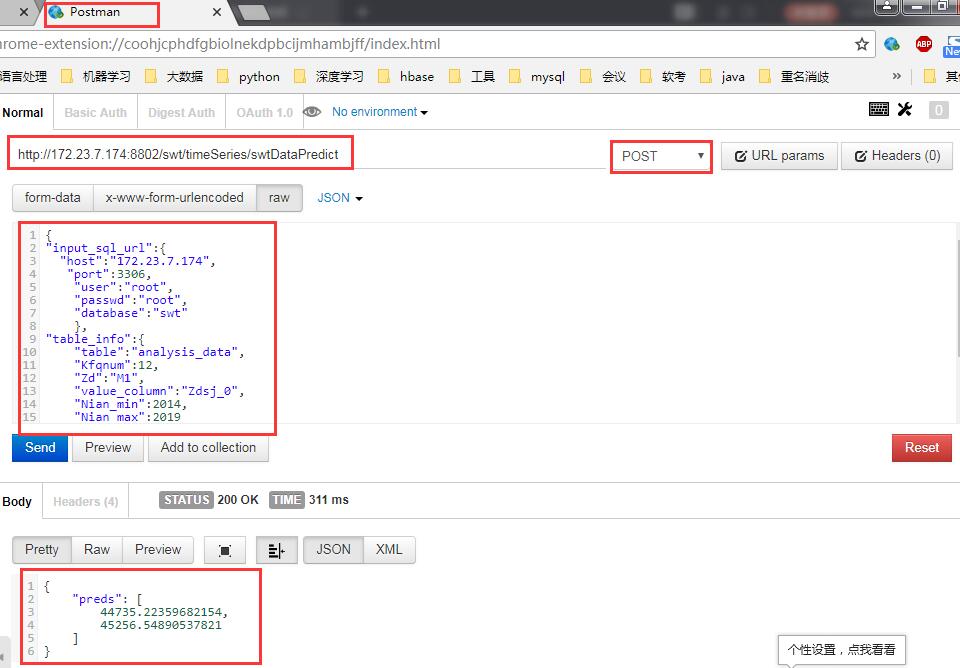 Postman
hrome-extension://coohjcphdfgbiolnekdpbcijmhambjff/index.html
ABP
New
语言处理 机器学习 大数据 python 深度学习 hbase 工具 mysql 会议 软考 java 重名消歧 » 其
Normal Basic Auth Digest Auth OAuth 1.0 No environment 0
http://172.23.7.174:8802/swt/timeSeries/swtDataPredict POST URL params Headers (0)
form-data x-www-form-urlencoded raw JSON
1 {
2 "input_sql_url":{
3 "host":"172.23.7.174",
4 "port":3306,
5 "user":"root",
6 "passwd":"root",
7 "database":"swt"
8 },
9 "table_info":{
10 "table":"analysis_data",
11 "Kfqnum":12,
12 "Zd":"M1",
13 "value_column":"Zdsj_0",
14 "Nian_min":2014,
15 "Nian_max":2019
Send Preview Add to collection Reset
Body Headers (4) STATUS 200 OK TIME 311 ms
Pretty Raw Preview JSON XML
1 {
2 "preds": [
3 44735.22359682154,
4 45256.54890537821
5 ]
6 }
个性设置，点我看看